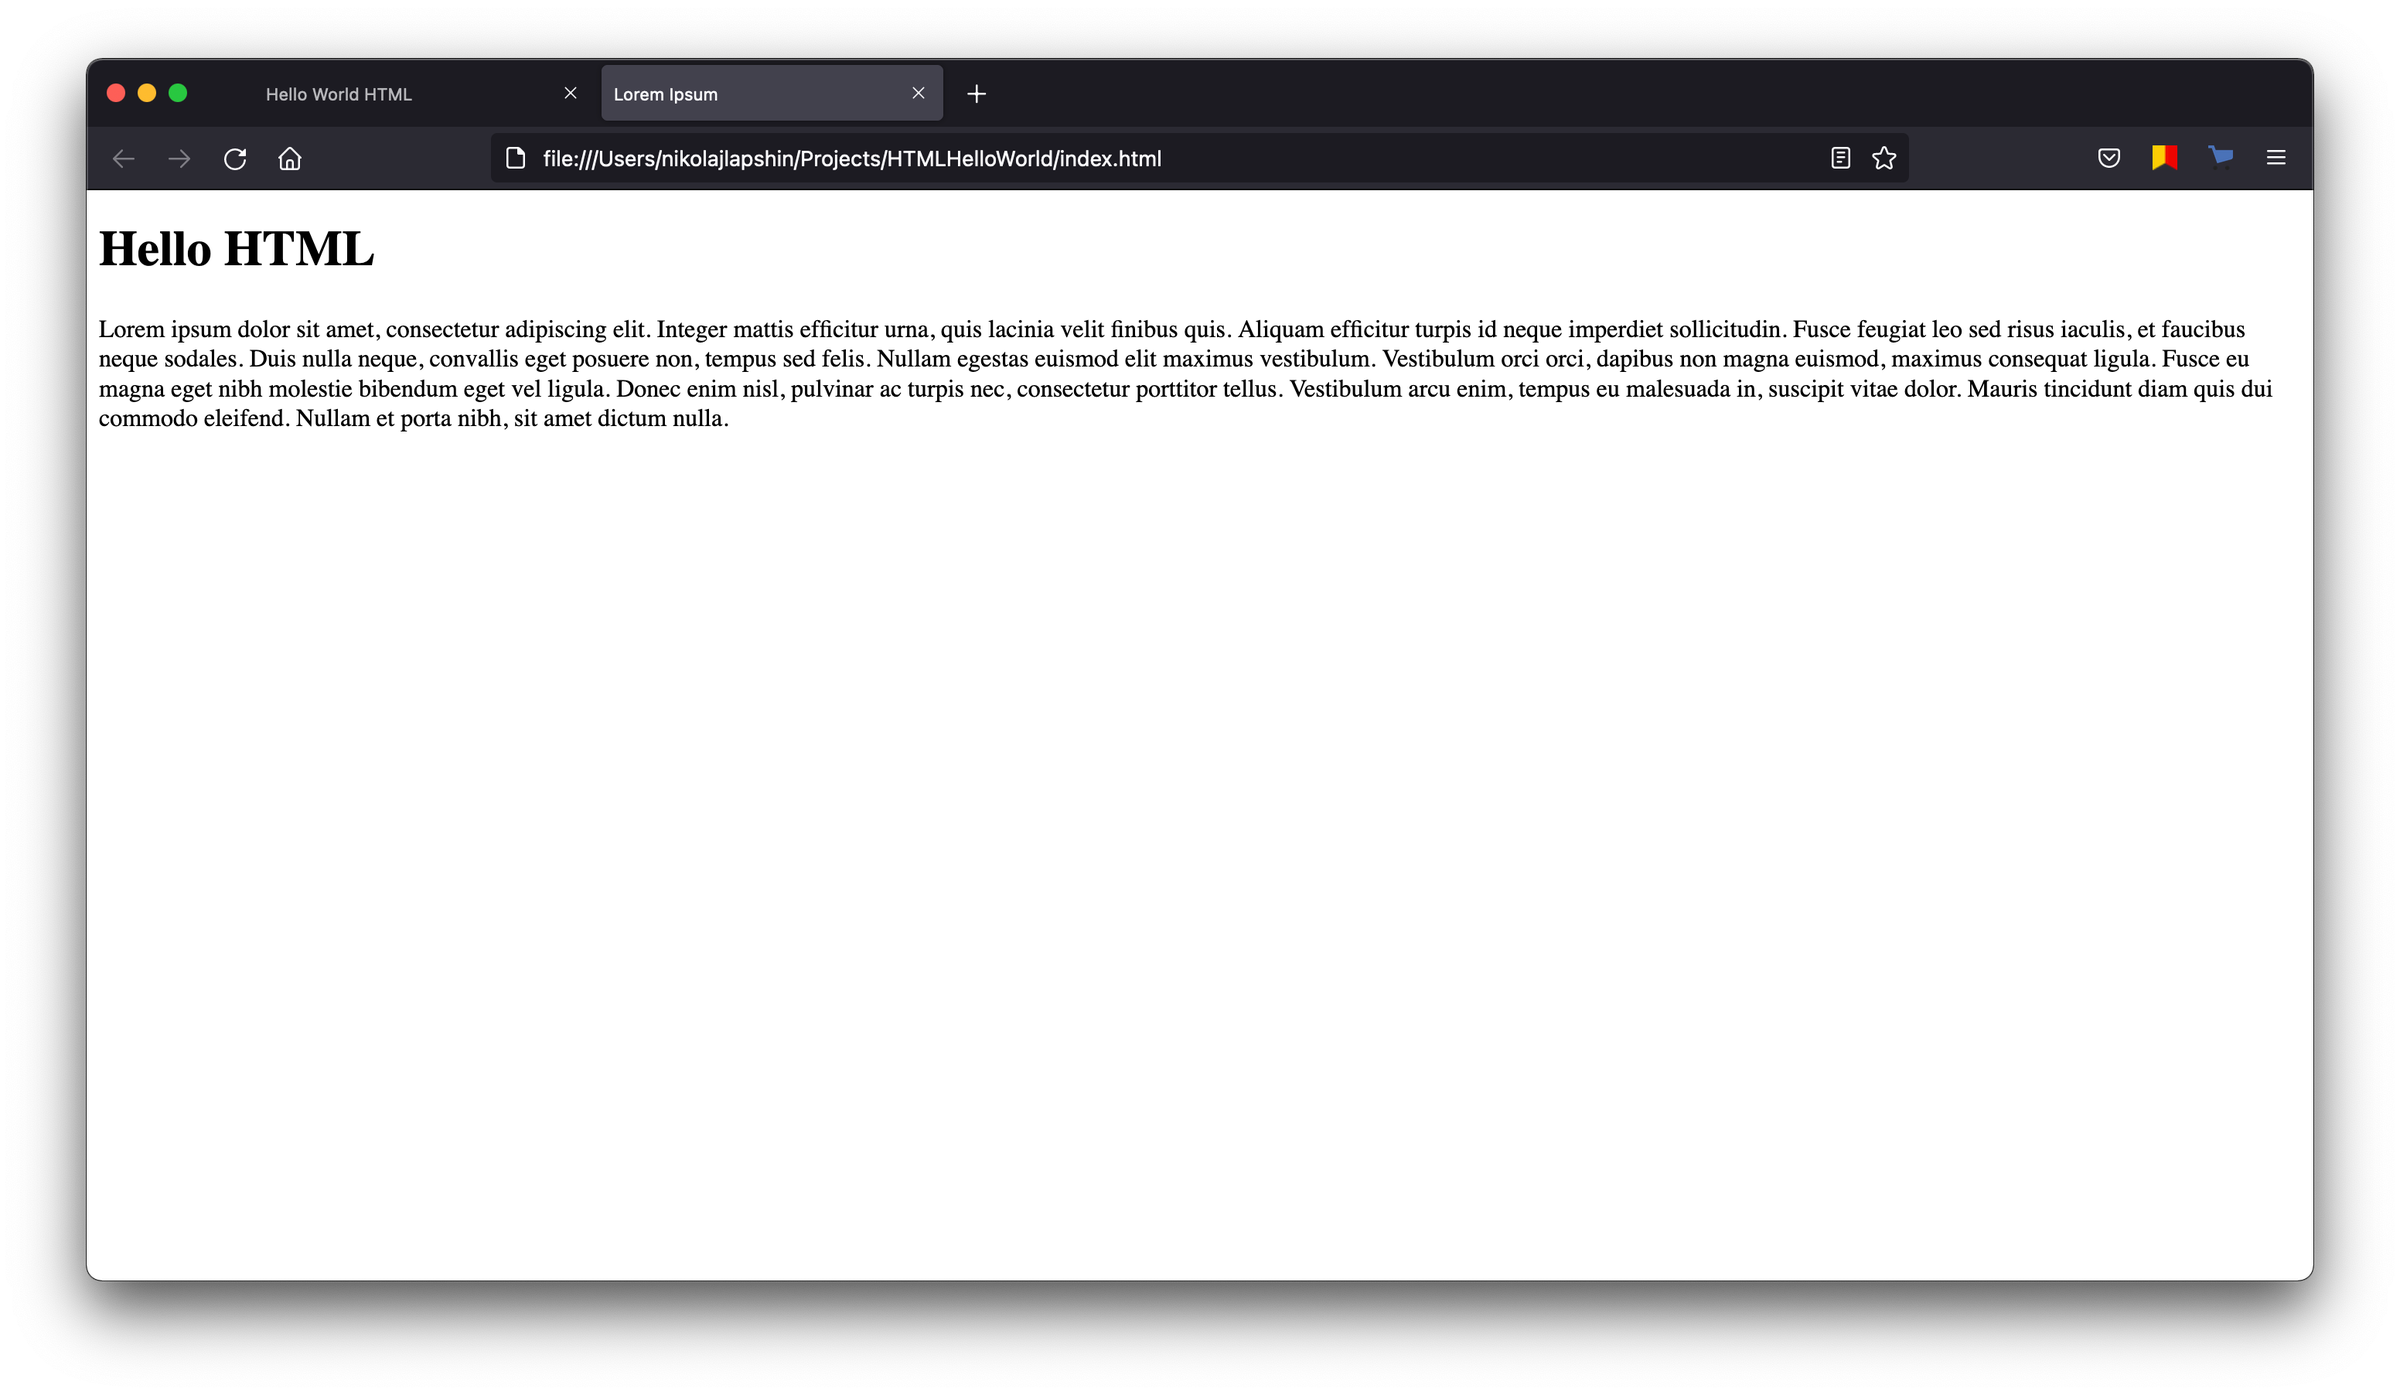 Hello World HTML
Lorem Ipsum
file:///Users/nikolajlapshin/Projects/HTMLHelloWorld/index.html
Hello HTML
Lorem ipsum dolor sit amet, consectetur adipiscing elit. Integer mattis efficitur urna, quis lacinia velit finibus quis. Aliquam efficitur turpis id neque imperdiet sollicitudin. Fusce feugiat leo sed risus iaculis, et faucibus
neque sodales. Duis nulla neque, convallis eget posuere non, tempus sed felis. Nullam egestas euismod elit maximus vestibulum. Vestibulum orci orci, dapibus non magna euismod, maximus consequat ligula. Fusce eu
magna eget nibh molestie bibendum eget vel ligula. Donec enim nisl, pulvinar ac turpis nec, consectetur porttitor tellus. Vestibulum arcu enim, tempus eu malesuada in, suscipit vitae dolor. Mauris tincidunt diam quis dui
commodo eleifend. Nullam et porta nibh, sit amet dictum nulla.